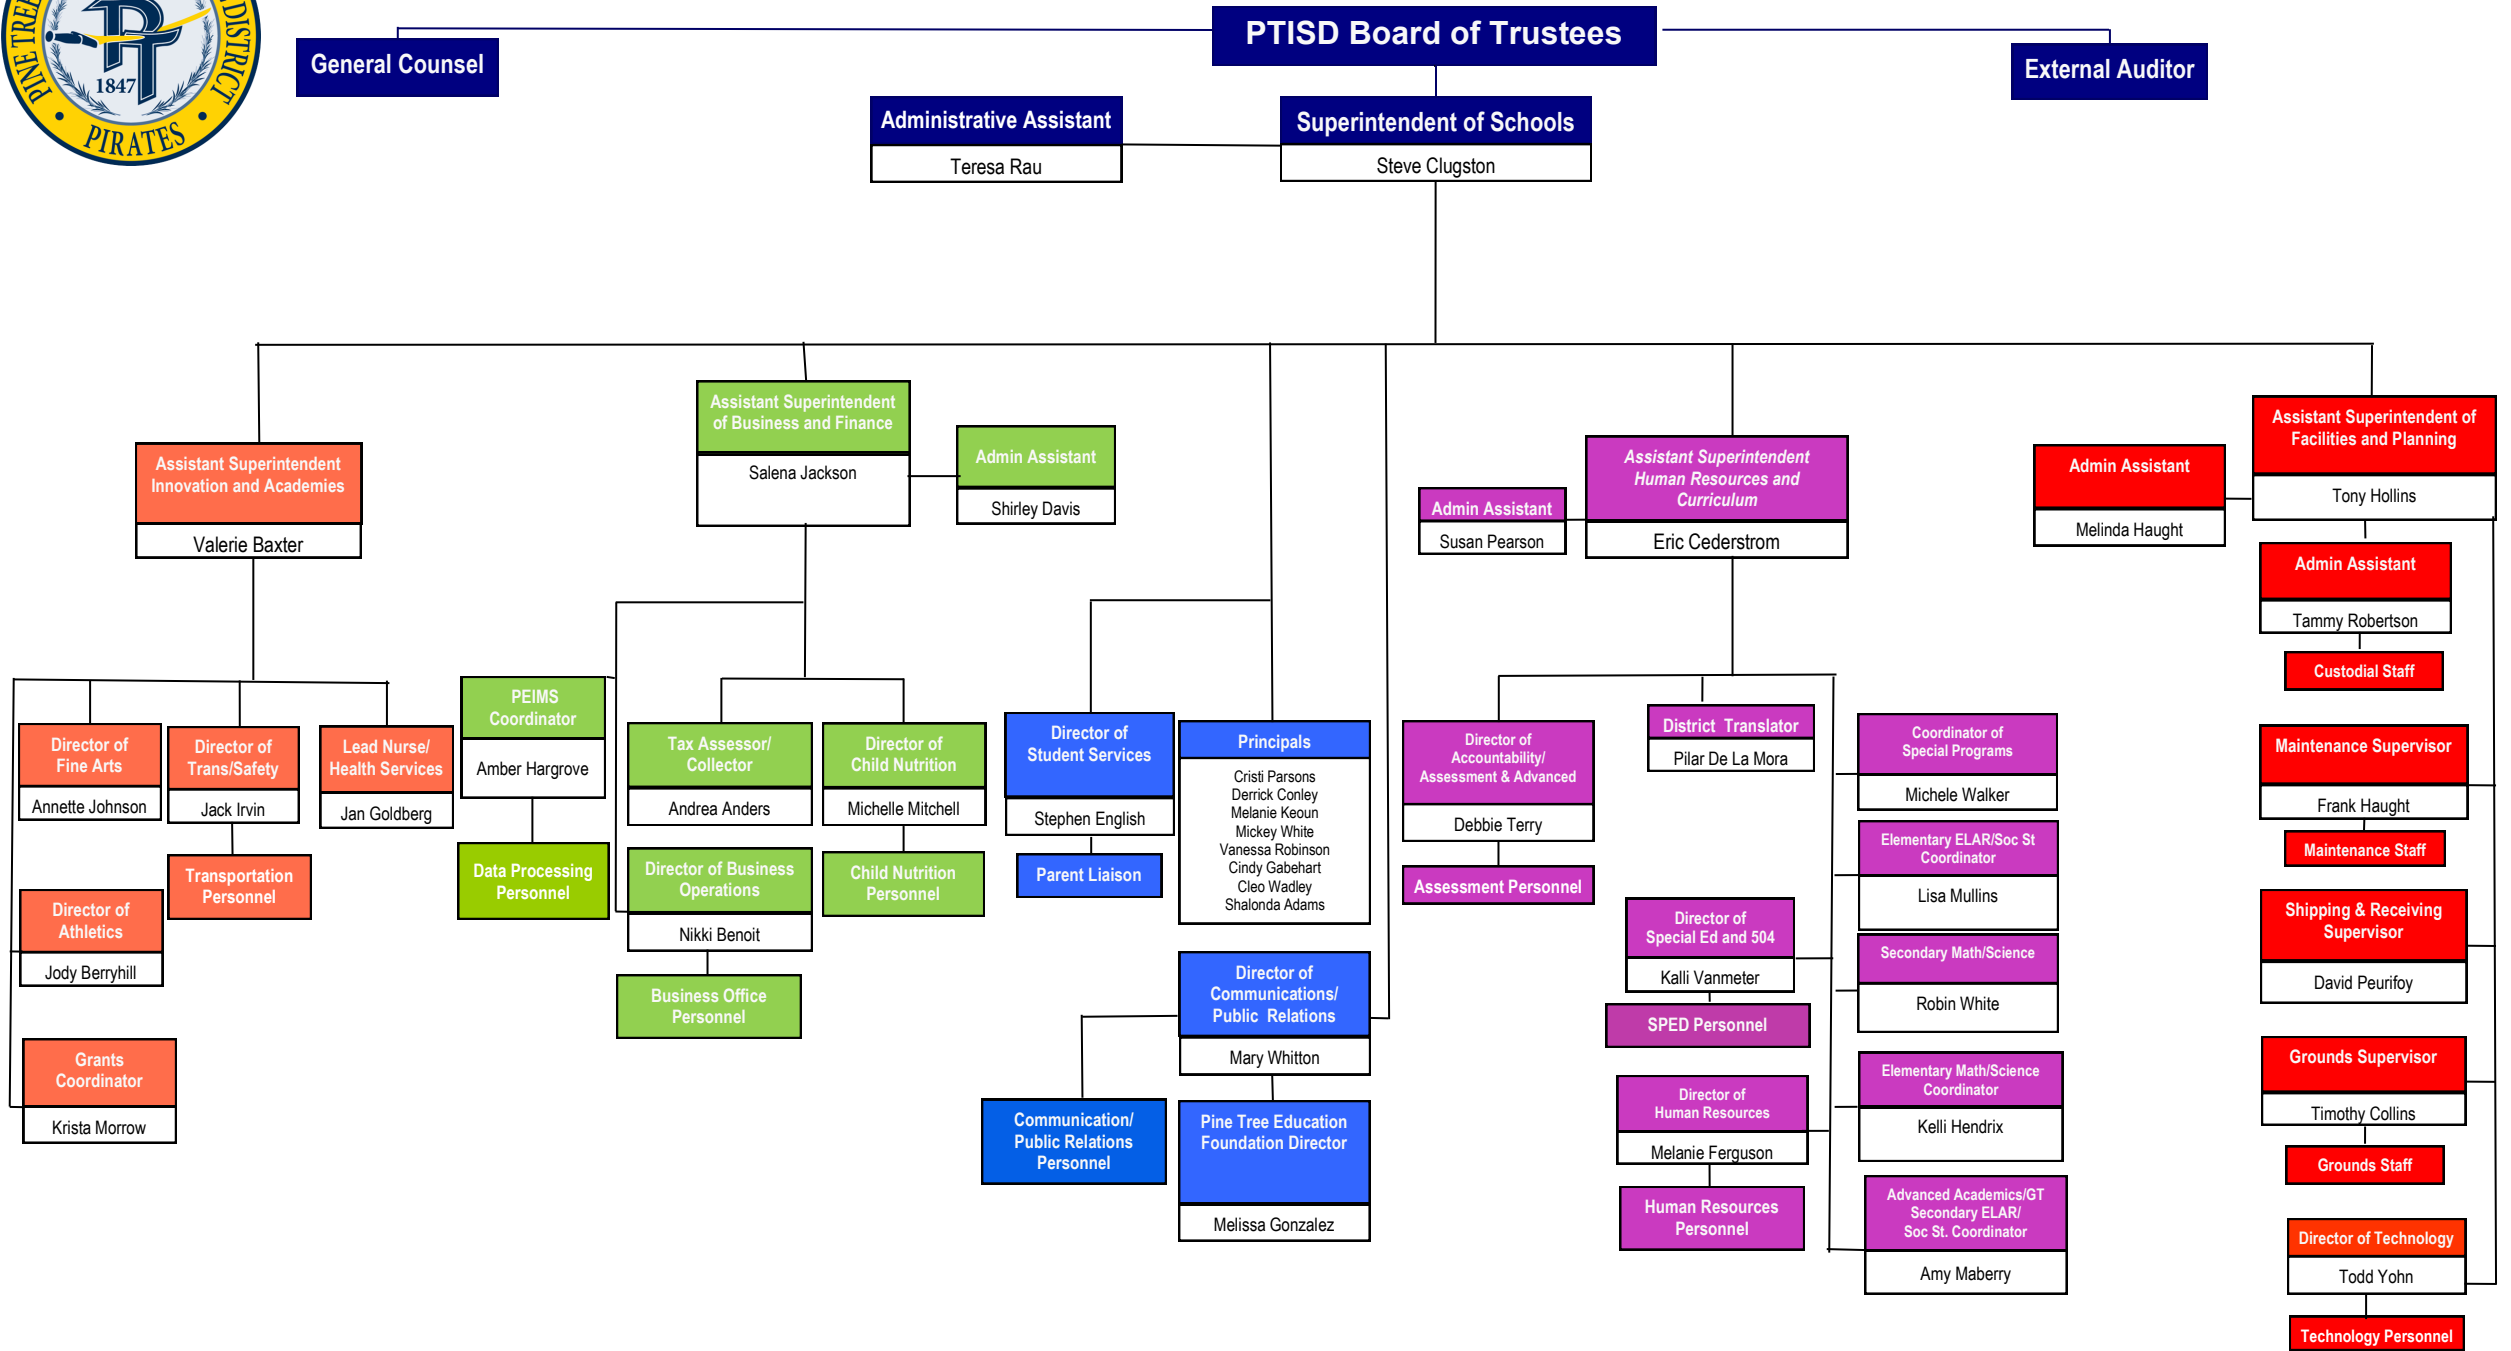 PINE TREE
DISTRICT
1847
PIRATES
PTISD Board of Trustees
General Counsel
External Auditor
Administrative Assistant
Teresa Rau
Superintendent of Schools
Steve Clugston
Assistant Superintendent
Innovation and Academies
Valerie Baxter
Director of
Fine Arts
Annette Johnson
Director of
Trans/Safety
Jack Irvin
Transportation
Personnel
Lead Nurse/
Health Services
Jan Goldberg
Director of
Athletics
Jody Berryhill
Grants
Coordinator
Krista Morrow
Assistant Superintendent
of Business and Finance
Salena Jackson
Admin Assistant
Shirley Davis
PEIMS
Coordinator
Amber Hargrove
Data Processing
Personnel
Tax Assessor/
Collector
Andrea Anders
Director of Business
Operations
Nikki Benoit
Business Office
Personnel
Director of
Child Nutrition
Michelle Mitchell
Child Nutrition
Personnel
Director of
Student Services
Stephen English
Parent Liaison
Principals
Cristi Parsons
Derrick Conley
Melanie Keoun
Mickey White
Vanessa Robinson
Cindy Gabehart
Cleo Wadley
Shalonda Adams
Director of
Communications/
Public Relations
Mary Whitton
Communication/
Public Relations
Personnel
Pine Tree Education
Foundation Director
Melissa Gonzalez
Assistant Superintendent
Human Resources and
Curriculum
Eric Cederstrom
Admin Assistant
Susan Pearson
Director of
Accountability/
Assessment & Advanced
Debbie Terry
Assessment Personnel
District Translator
Pilar De La Mora
Director of
Special Ed and 504
Kalli Vanmeter
SPED Personnel
Director of
Human Resources
Melanie Ferguson
Human Resources
Personnel
Coordinator of
Special Programs
Michele Walker
Elementary ELAR/Soc St
Coordinator
Lisa Mullins
Secondary Math/Science
Robin White
Elementary Math/Science
Coordinator
Kelli Hendrix
Advanced Academics/GT
Secondary ELAR/
Soc St. Coordinator
Amy Maberry
Assistant Superintendent of
Facilities and Planning
Tony Hollins
Admin Assistant
Melinda Haught
Admin Assistant
Tammy Robertson
Custodial Staff
Maintenance Supervisor
Frank Haught
Maintenance Staff
Shipping & Receiving
Supervisor
David Peurifoy
Grounds Supervisor
Timothy Collins
Grounds Staff
Director of Technology
Todd Yohn
Technology Personnel